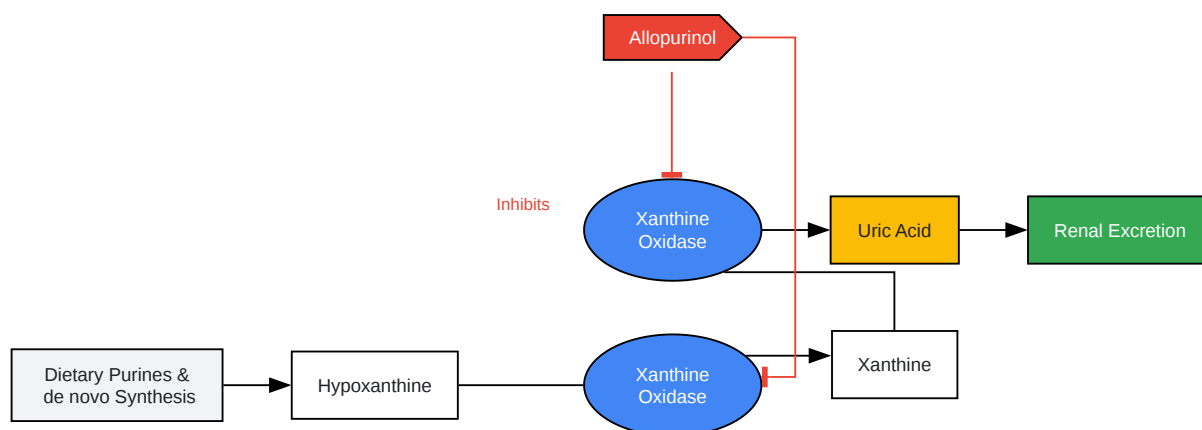 Allopurinol
Inhibits
Xanthine
Oxidase
Uric Acid
Renal Excretion
Dietary Purines &
de novo Synthesis
Hypoxanthine
Xanthine
Oxidase
Xanthine